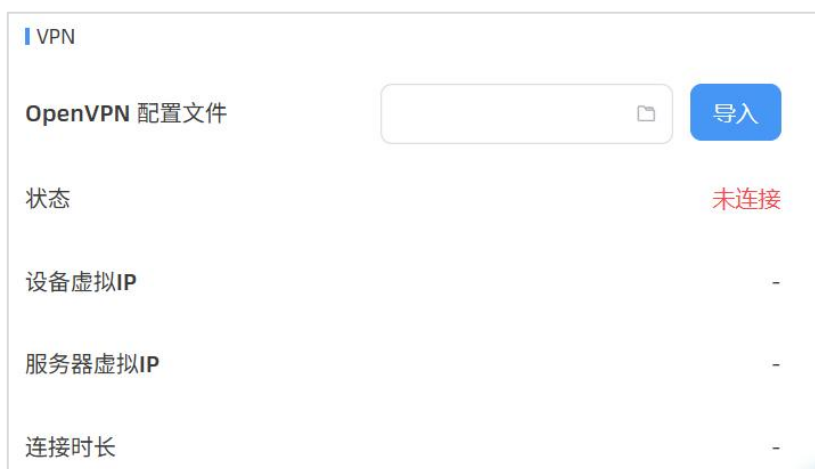 VPN
OpenVPN 配置文件 导入
状态 未连接
设备虚拟IP -
服务器虚拟IP -
连接时长 -